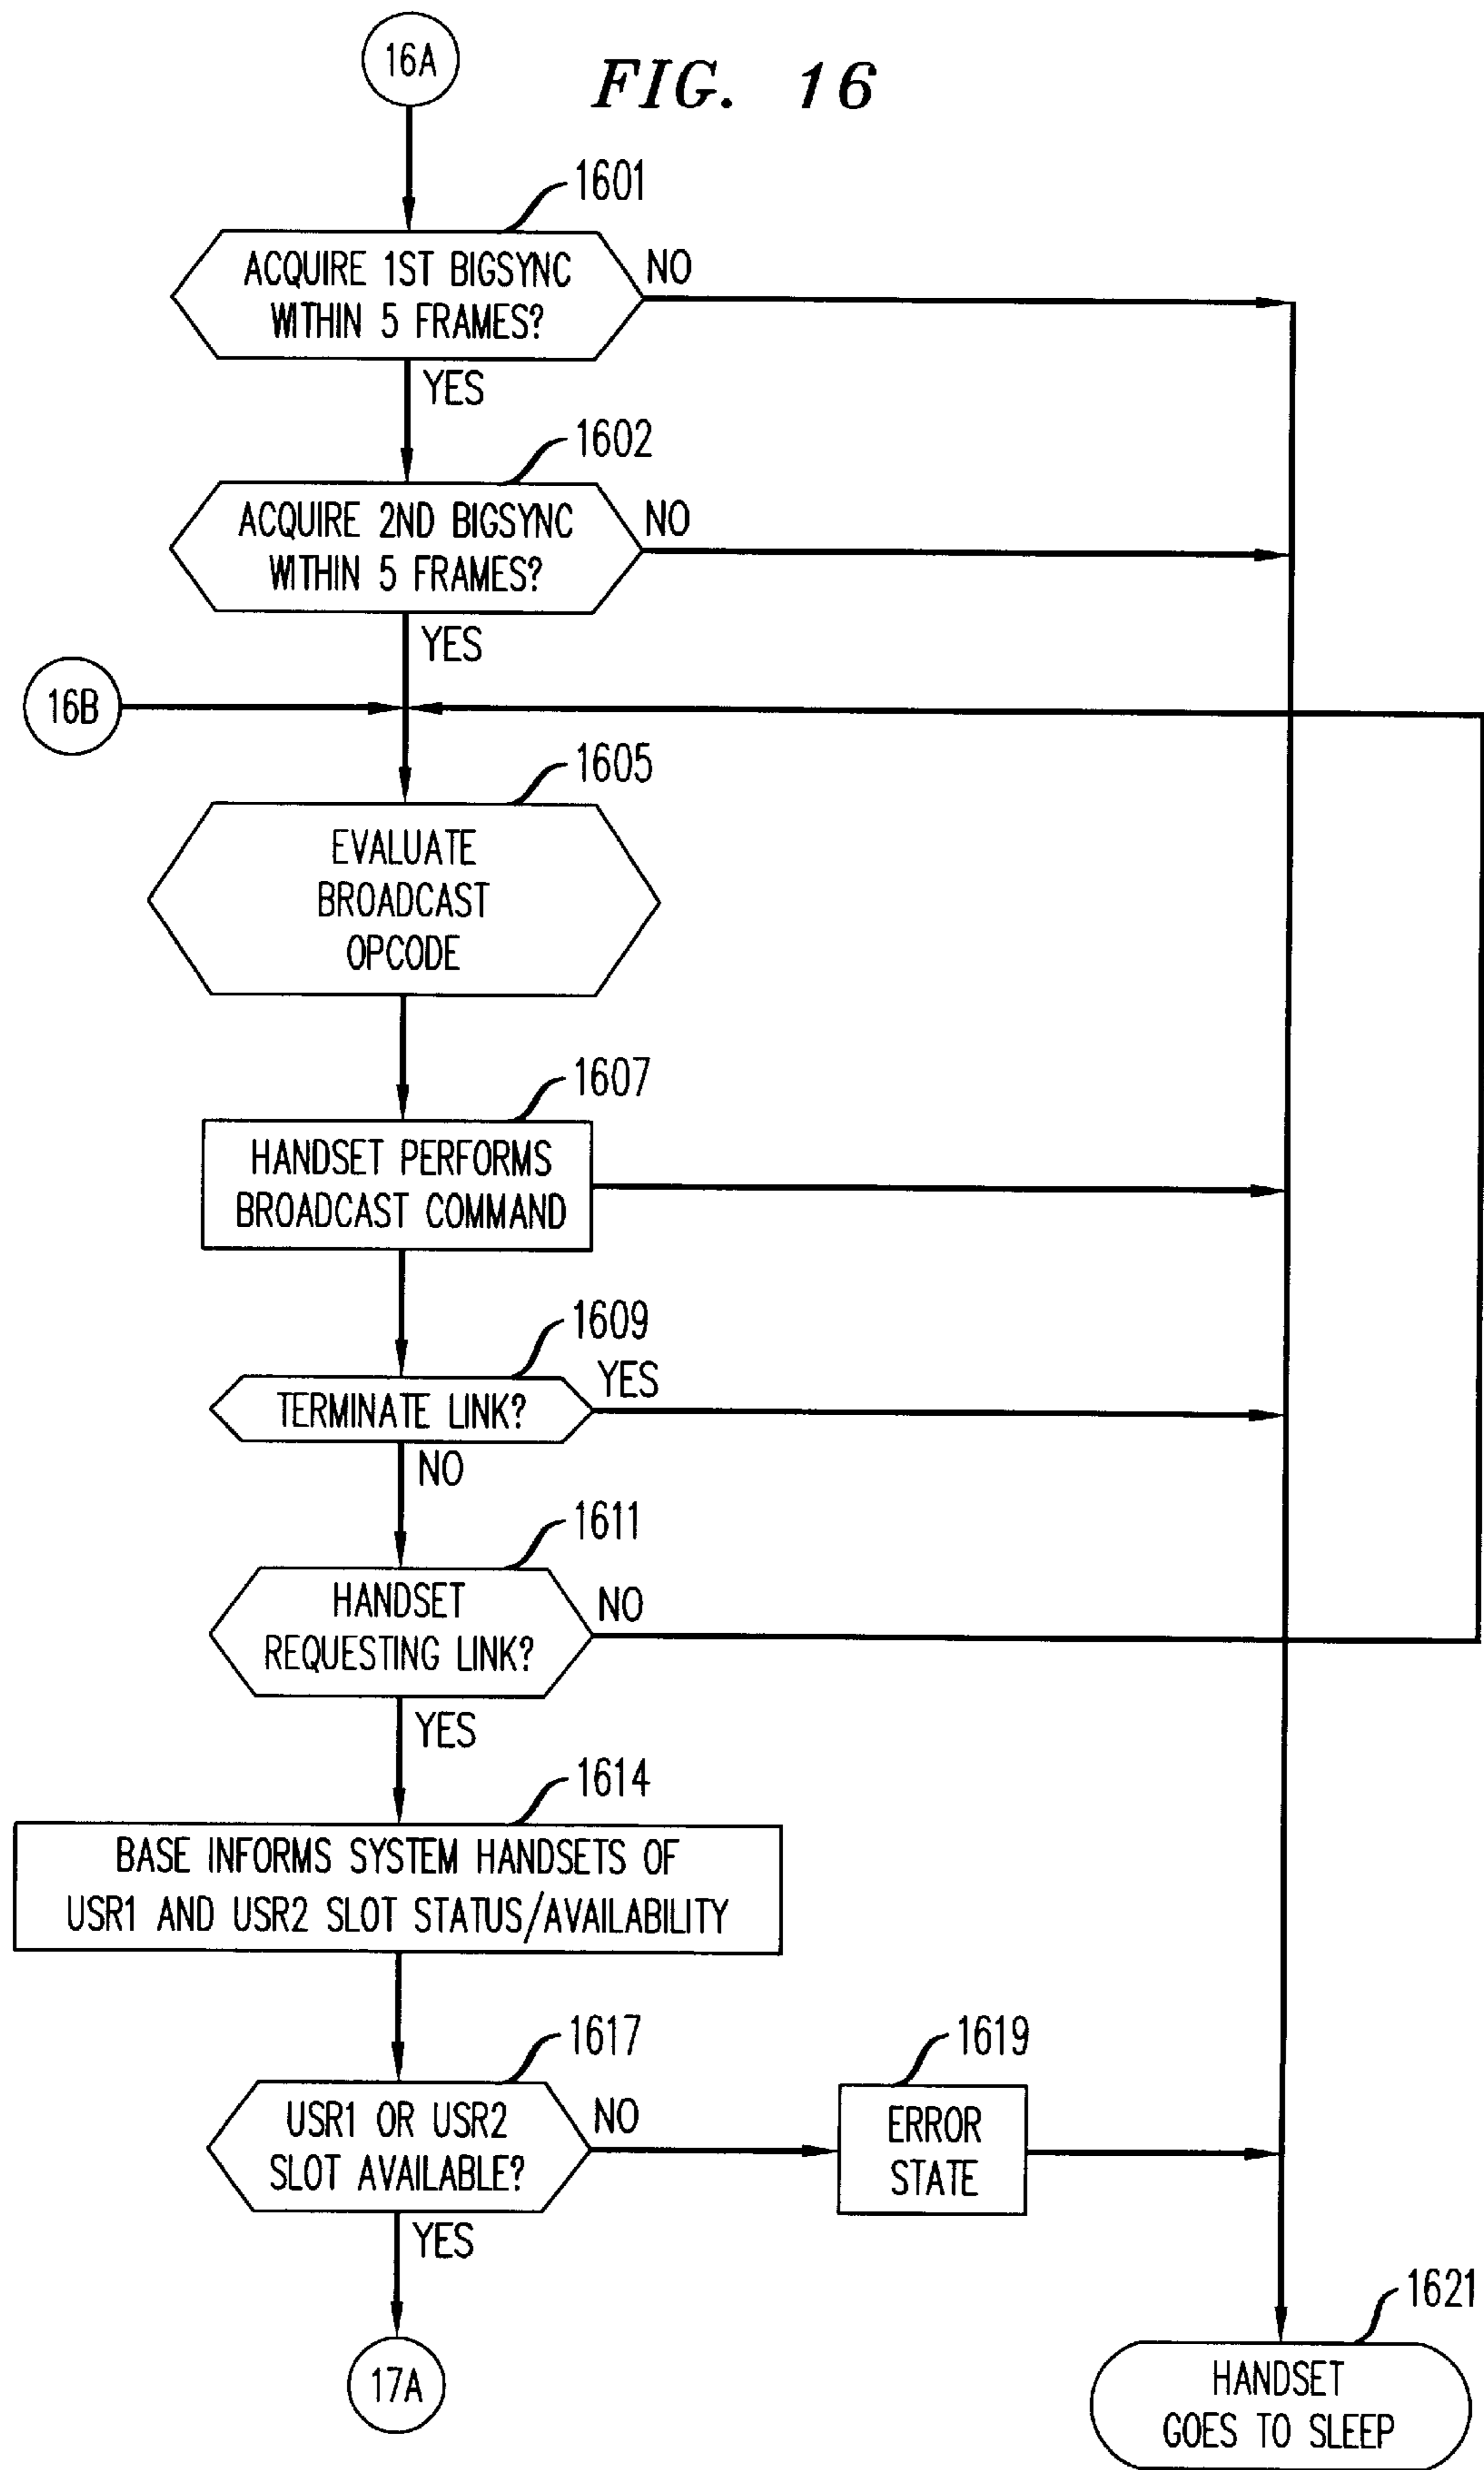 16A
FIG. 16
1601
ACQUIRE 1ST BIGSYNC
WITHIN 5 FRAMES?
NO
YES
1602
ACQUIRE 2ND BIGSYNC
WITHIN 5 FRAMES?
NO
YES
16B
1605
EVALUATE
BROADCAST
OPCODE
1607
HANDSET PERFORMS
BROADCAST COMMAND
1609
TERMINATE LINK?
YES
NO
1611
HANDSET
REQUESTING LINK?
NO
YES
1614
BASE INFORMS SYSTEM HANDSETS OF
USR1 AND USR2 SLOT STATUS/AVAILABILITY
1617
USR1 OR USR2
SLOT AVAILABLE?
NO
YES
1619
ERROR
STATE
17A
1621
HANDSET
GOES TO SLEEP